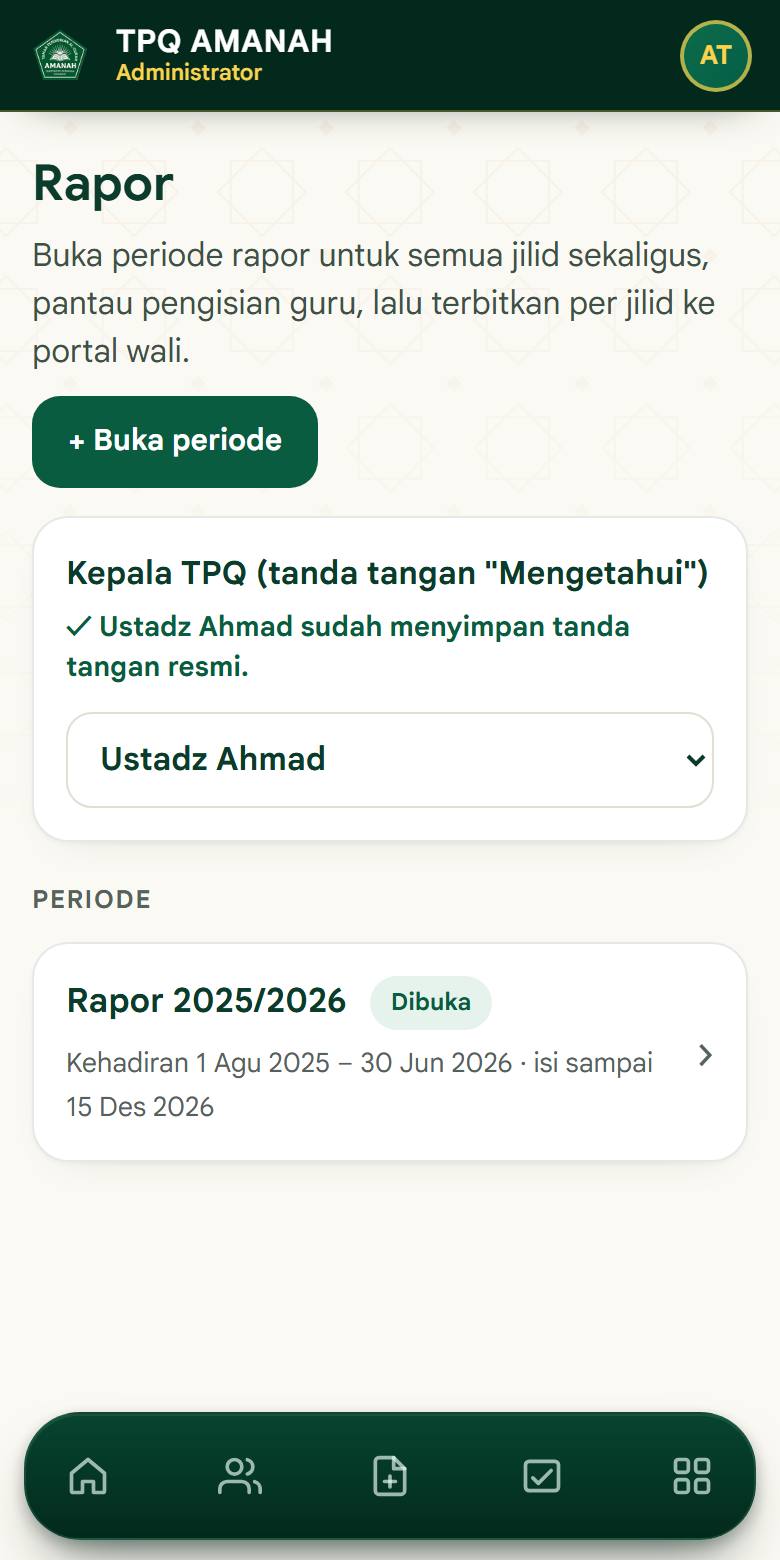 AMANAH
TPQ AMANAH
Administrator
AT
Rapor
Buka periode rapor untuk semua jilid sekaligus,
pantau pengisian guru, lalu terbitkan per jilid ke
portal wali.
+ Buka periode
Kepala TPQ (tanda tangan "Mengetahui")
✓ Ustadz Ahmad sudah menyimpan tanda
tangan resmi.
Ustadz Ahmad
PERIODE
Rapor 2025/2026 Dibuka
Kehadiran 1 Agu 2025 – 30 Jun 2026 · isi sampai
15 Des 2026